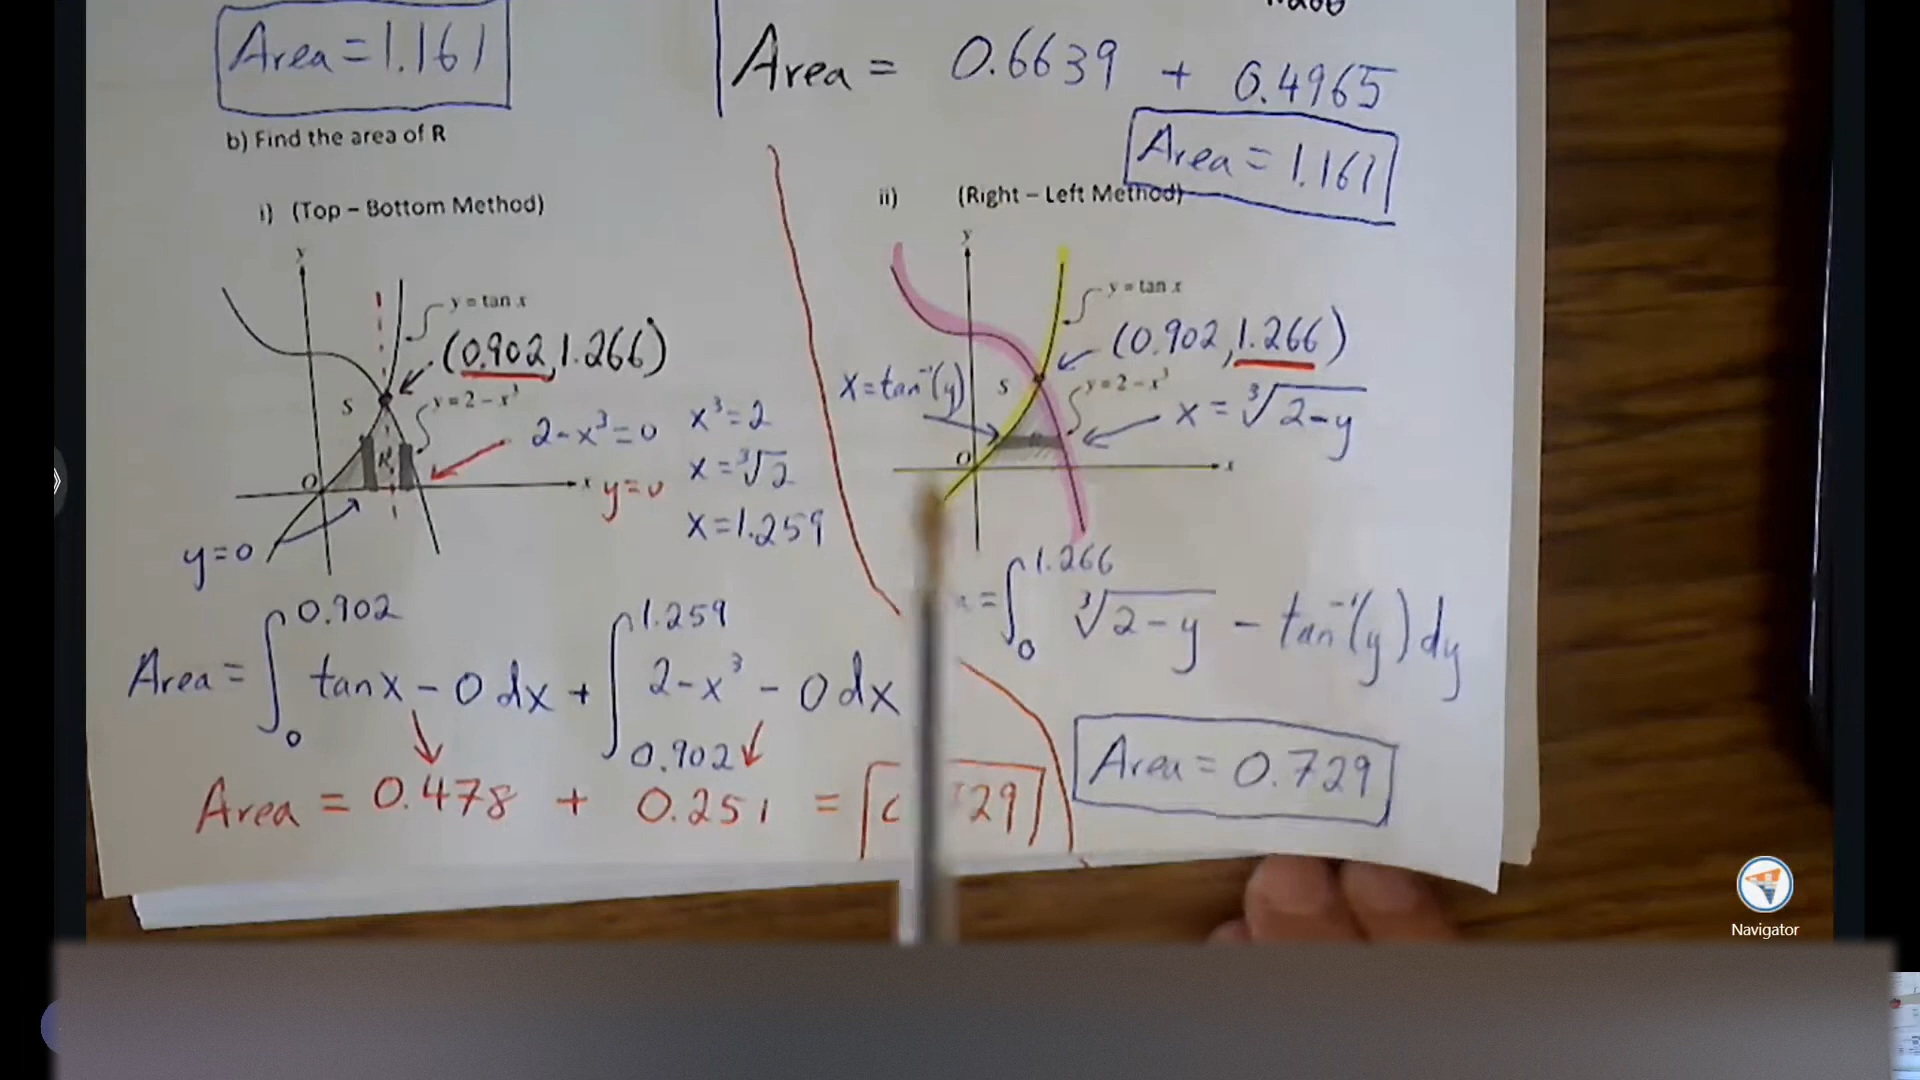 Area = 1.161
Area = 0.6639 + 0.4965
Area = 1.161
b) Find the area of R
i) (Top – Bottom Method)
y
y = tan x
(0.902, 1.266)
y = 2 - x³
S
R
O
x
2-x³=0
y=0
x³=2
x=∛2
x=1.259
y=0
Area = ∫₀^0.902 tanx - 0 dx + ∫_0.902^1.259 2-x³ - 0 dx
Area = 0.478 + 0.251 =
ii) (Right – Left Method)
y
y = tan x
(0.902, 1.266)
x=tan⁻¹(y)
S
y = 2 - x³
x = ∛2-y
O
x
= ∫₀^1.266 ∛2-y - tan⁻¹(y) dy
Area = 0.729
Navigator